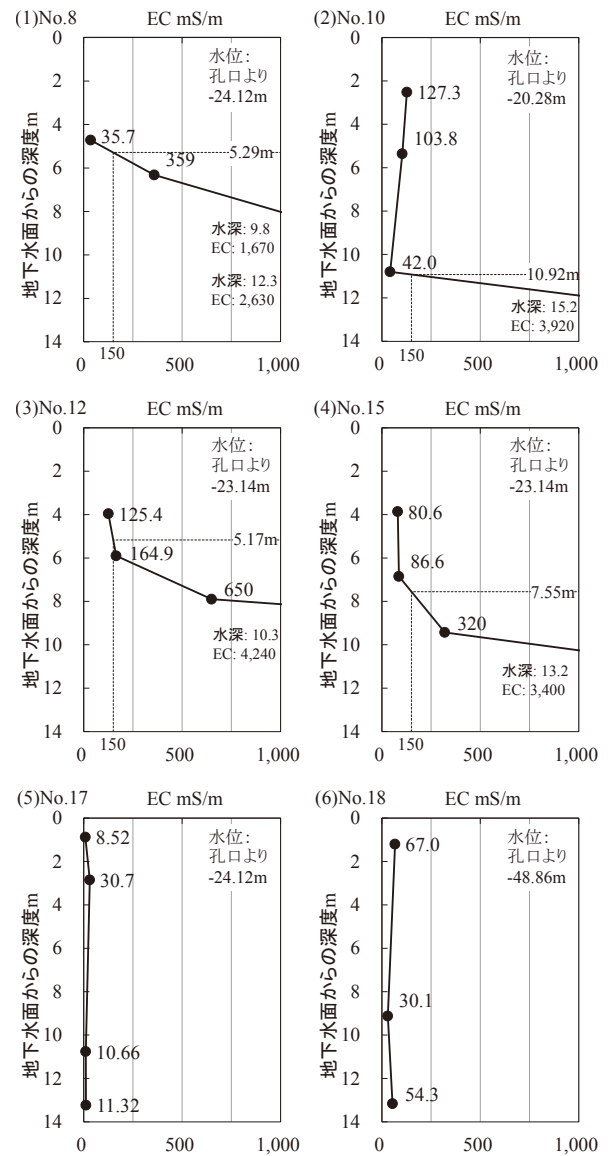 (1)No.8 EC mS/m
地下水面からの深度m
0
2
4
6
8
10
12
14
水位:
孔口より
-24.12m
35.7
5.29m
359
水深: 9.8
EC: 1,670
水深: 12.3
EC: 2,630
150
0 500 1,000
(2)No.10 EC mS/m
地下水面からの深度m
0
2
4
6
8
10
12
14
水位:
孔口より
-20.28m
127.3
103.8
42.0
10.92m
水深: 15.2
EC: 3,920
150
0 500 1,000
(3)No.12 EC mS/m
地下水面からの深度m
0
2
4
6
8
10
12
14
水位:
孔口より
-23.14m
125.4
5.17m
164.9
650
水深: 10.3
EC: 4,240
150
0 500 1,000
(4)No.15 EC mS/m
地下水面からの深度m
0
2
4
6
8
10
12
14
水位:
孔口より
-23.14m
80.6
86.6
7.55m
320
水深: 13.2
EC: 3,400
150
0 500 1,000
(5)No.17 EC mS/m
地下水面からの深度m
0
2
4
6
8
10
12
14
水位:
孔口より
-24.12m
8.52
30.7
10.66
11.32
0 500 1,000
(6)No.18 EC mS/m
地下水面からの深度m
0
2
4
6
8
10
12
14
水位:
孔口より
-48.86m
67.0
30.1
54.3
0 500 1,000